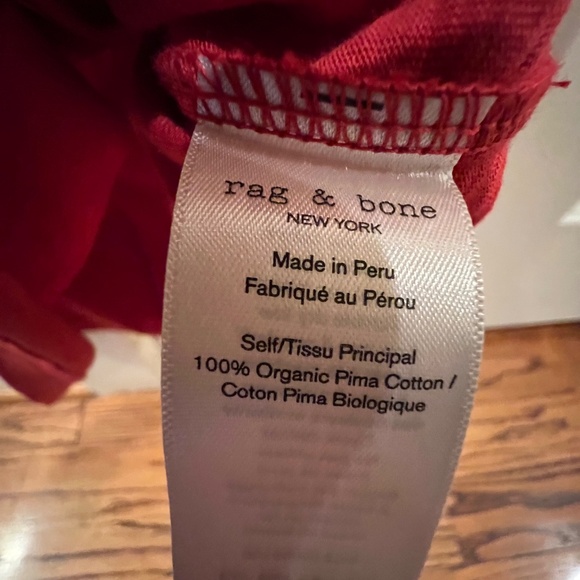 rag & bone
NEW YORK
Made in Peru
Fabriqué au Pérou
Self/Tissu Principal
100% Organic Pima Cotton /
Coton Pima Biologique